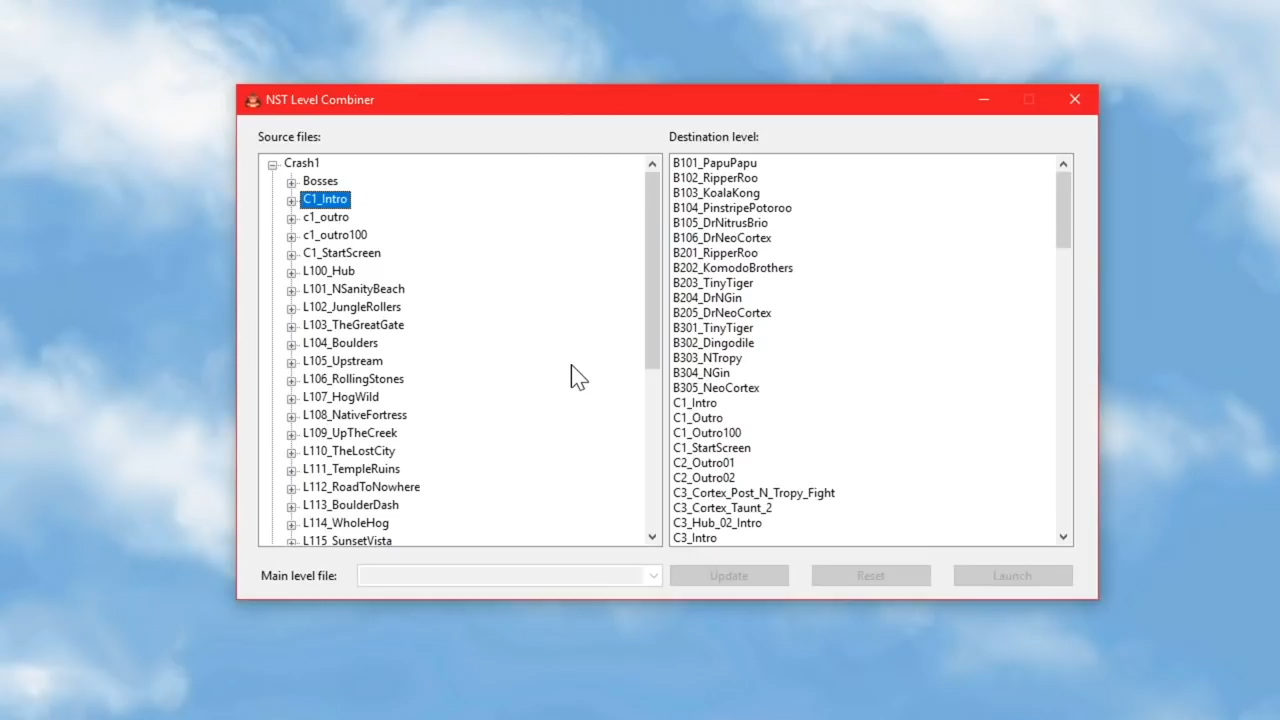 NST Level Combiner
Source files:
Crash1
Bosses
C1_Intro
c1_outro
c1_outro100
C1_StartScreen
L100_Hub
L101_NSanityBeach
L102_JungleRollers
L103_TheGreatGate
L104_Boulders
L105_Upstream
L106_RollingStones
L107_HogWild
L108_NativeFortress
L109_UpTheCreek
L110_TheLostCity
L111_TempleRuins
L112_RoadToNowhere
L113_BoulderDash
L114_WholeHog
L115_SunsetVista
Destination level:
B101_PapuPapu
B102_RipperRoo
B103_KoalaKong
B104_PinstripePotoroo
B105_DrNitrusBrio
B106_DrNeoCortex
B201_RipperRoo
B202_KomodoBrothers
B203_TinyTiger
B204_DrNGin
B205_DrNeoCortex
B301_TinyTiger
B302_Dingodile
B303_NTropy
B304_NGin
B305_NeoCortex
C1_Intro
C1_Outro
C1_Outro100
C1_StartScreen
C2_Outro01
C2_Outro02
C3_Cortex_Post_N_Tropy_Fight
C3_Cortex_Taunt_2
C3_Hub_02_Intro
C3_Intro
Main level file:
Update
Reset
Launch